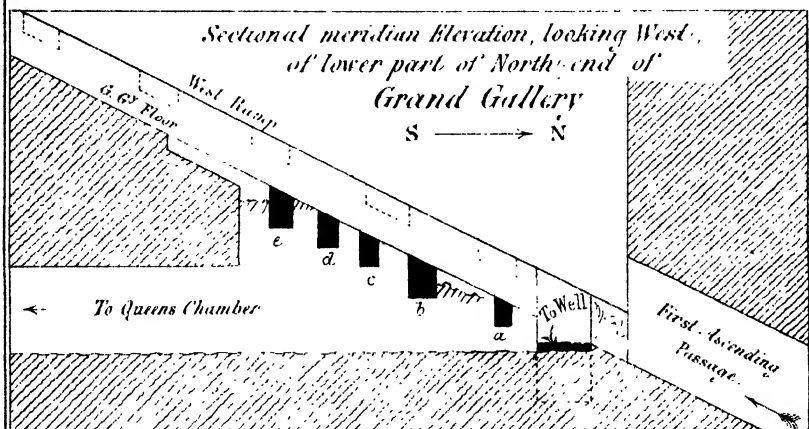 Sectional meridian Elevation, looking West,
of lower part of North end of
Grand Gallery
S N
West Ramp
G. Gy Floor
e
d
c
b
a
To Well
To Queens Chamber
First Ascending
Passage.